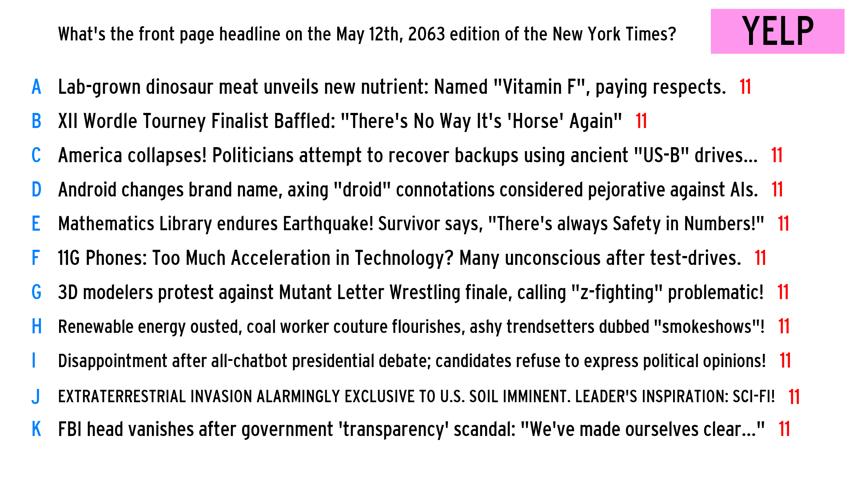 What's the front page headline on the May 12th, 2063 edition of the New York Times?
YELP
A Lab-grown dinosaur meat unveils new nutrient: Named "Vitamin F", paying respects. 11
B XII Wordle Tourney Finalist Baffled: "There's No Way It's 'Horse' Again" 11
C America collapses! Politicians attempt to recover backups using ancient "US-B" drives... 11
D Android changes brand name, axing "droid" connotations considered pejorative against AIs. 11
E Mathematics Library endures Earthquake! Survivor says, "There's always Safety in Numbers!" 11
F 11G Phones: Too Much Acceleration in Technology? Many unconscious after test-drives. 11
G 3D modelers protest against Mutant Letter Wrestling finale, calling "z-fighting" problematic! 11
H Renewable energy ousted, coal worker couture flourishes, ashy trendsetters dubbed "smokeshows"! 11
I Disappointment after all-chatbot presidential debate; candidates refuse to express political opinions! 11
J EXTRATERRESTRIAL INVASION ALARMINGLY EXCLUSIVE TO U.S. SOIL IMMINENT. LEADER'S INSPIRATION: SCI-FI! 11
K FBI head vanishes after government 'transparency' scandal: "We've made ourselves clear..." 11